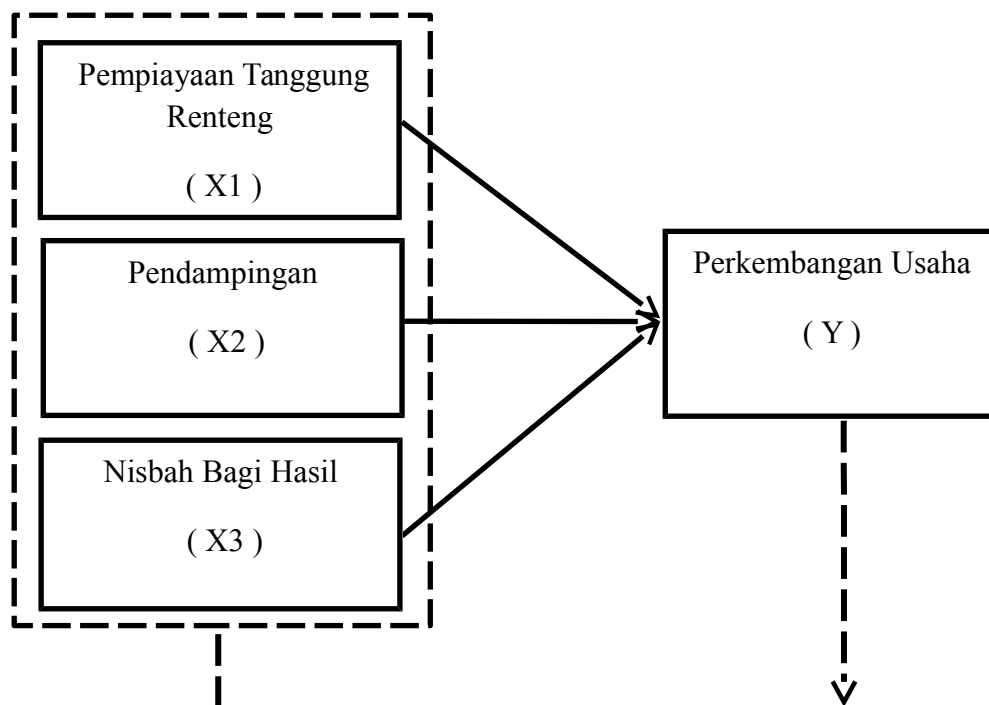 Pempiayaan Tanggung
Renteng
( X1 )
Pendampingan
( X2 )
Nisbah Bagi Hasil
( X3 )
Perkembangan Usaha
( Y )